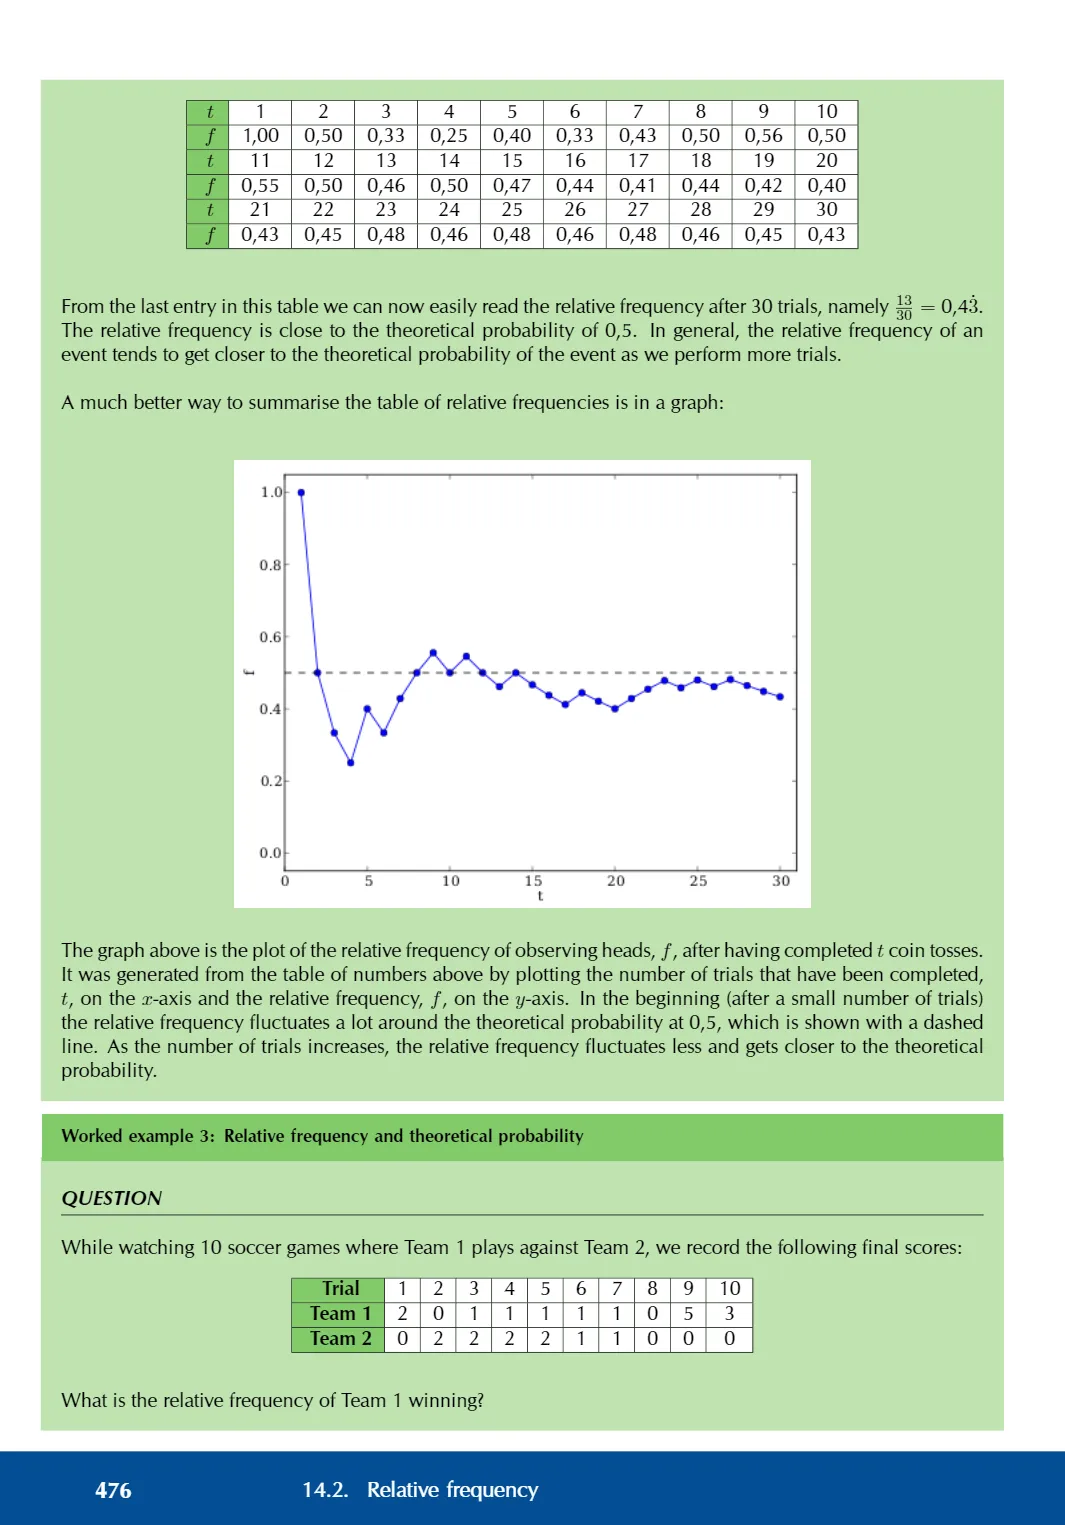 t 1 2 3 4 5 6 7 8 9 10
f 1,00 0,50 0,33 0,25 0,40 0,33 0,43 0,50 0,56 0,50
t 11 12 13 14 15 16 17 18 19 20
f 0,55 0,50 0,46 0,50 0,47 0,44 0,41 0,44 0,42 0,40
t 21 22 23 24 25 26 27 28 29 30
f 0,43 0,45 0,48 0,46 0,48 0,46 0,48 0,46 0,45 0,43
From the last entry in this table we can now easily read the relative frequency after 30 trials, namely 13/30 = 0,43̇.
The relative frequency is close to the theoretical probability of 0,5. In general, the relative frequency of an
event tends to get closer to the theoretical probability of the event as we perform more trials.
A much better way to summarise the table of relative frequencies is in a graph:
1.0
0.8
0.6
f
0.4
0.2
0.0
0 5 10 15 20 25 30
t
The graph above is the plot of the relative frequency of observing heads, f, after having completed t coin tosses.
It was generated from the table of numbers above by plotting the number of trials that have been completed,
t, on the x-axis and the relative frequency, f, on the y-axis. In the beginning (after a small number of trials)
the relative frequency fluctuates a lot around the theoretical probability at 0,5, which is shown with a dashed
line. As the number of trials increases, the relative frequency fluctuates less and gets closer to the theoretical
probability.
Worked example 3: Relative frequency and theoretical probability
QUESTION
While watching 10 soccer games where Team 1 plays against Team 2, we record the following final scores:
Trial 1 2 3 4 5 6 7 8 9 10
Team 1 2 0 1 1 1 1 1 0 5 3
Team 2 0 2 2 2 2 1 1 0 0 0
What is the relative frequency of Team 1 winning?
476 14.2. Relative frequency